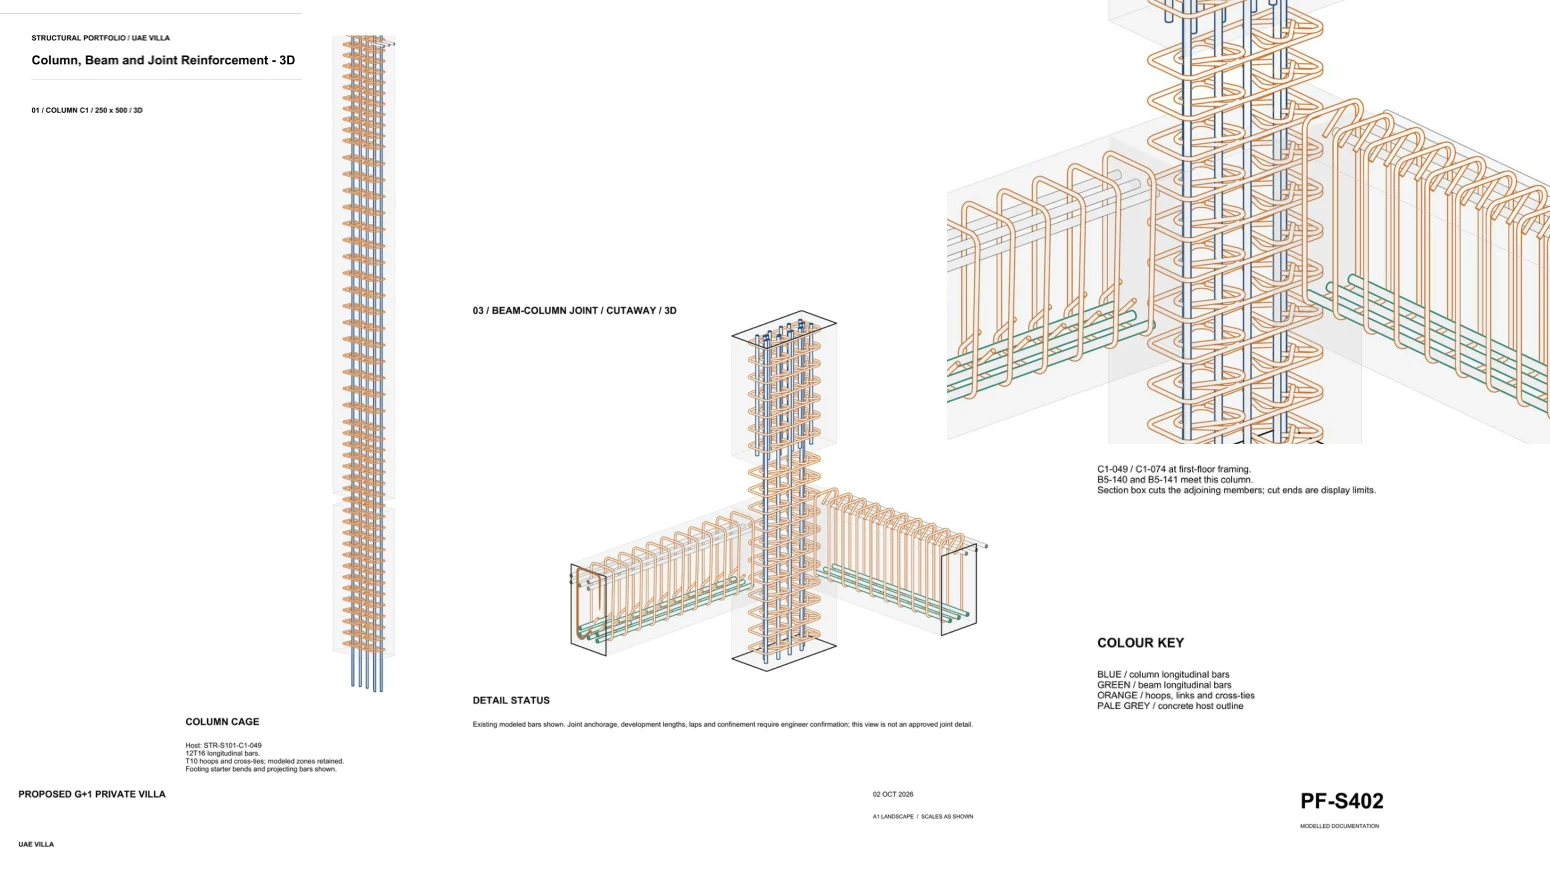 STRUCTURAL PORTFOLIO / UAE VILLA
Column, Beam and Joint Reinforcement - 3D
01 / COLUMN C1 / 250 x 500 / 3D
03 / BEAM-COLUMN JOINT / CUTAWAY / 3D
C1-049 / C1-074 at first-floor framing.
B5-140 and B5-141 meet this column.
Section box cuts the adjoining members; cut ends are display limits.
COLOUR KEY
BLUE / column longitudinal bars
GREEN / beam longitudinal bars
ORANGE / hoops, links and cross-ties
PALE GREY / concrete host outline
DETAIL STATUS
Existing modeled bars shown. Joint anchorage, development lengths, laps and confinement require engineer confirmation; this view is not an approved joint detail.
COLUMN CAGE
Host: STR-S101-C1-049
12T16 longitudinal bars.
T10 hoops and cross-ties; modeled zones retained.
Footing starter bends and projecting bars shown.
PROPOSED G+1 PRIVATE VILLA
UAE VILLA
02 OCT 2026
A1 LANDSCAPE / SCALES AS SHOWN
PF-S402
MODELLED DOCUMENTATION